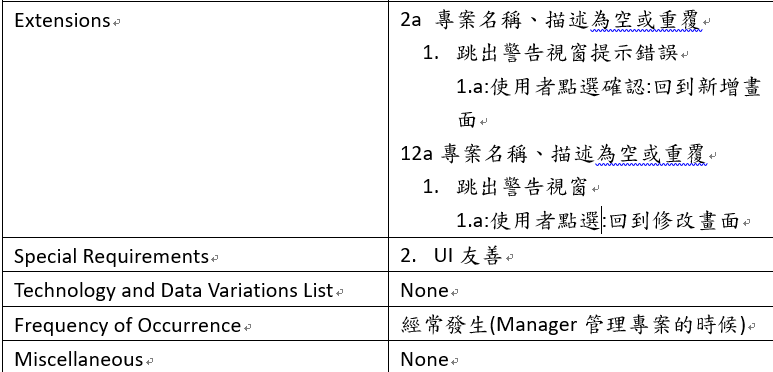 Extensions
2a 專案名稱、描述為空或重覆
1. 跳出警告視窗提示錯誤
1.a:使用者點選確認:回到新增畫
面
12a 專案名稱、描述為空或重覆
1. 跳出警告視窗
1.a:使用者點選:回到修改畫面
Special Requirements
2. UI 友善
Technology and Data Variations List
None
Frequency of Occurrence
經常發生(Manager 管理專案的時候)
Miscellaneous
None